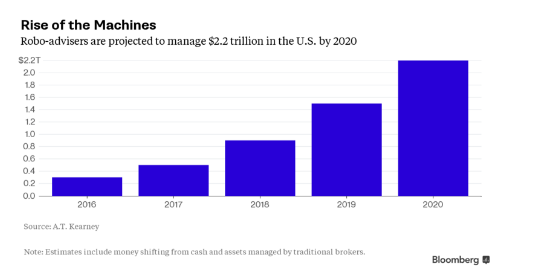 Rise of the Machines
Robo-advisers are projected to manage $2.2 trillion in the U.S. by 2020
$2.2T
2.0
1.8
1.6
1.4
1.2
1.0
0.8
0.6
0.4
0.2
0.0
2016 2017 2018 2019 2020
Source: A.T. Kearney
Note: Estimates include money shifting from cash and assets managed by traditional brokers.
Bloomberg